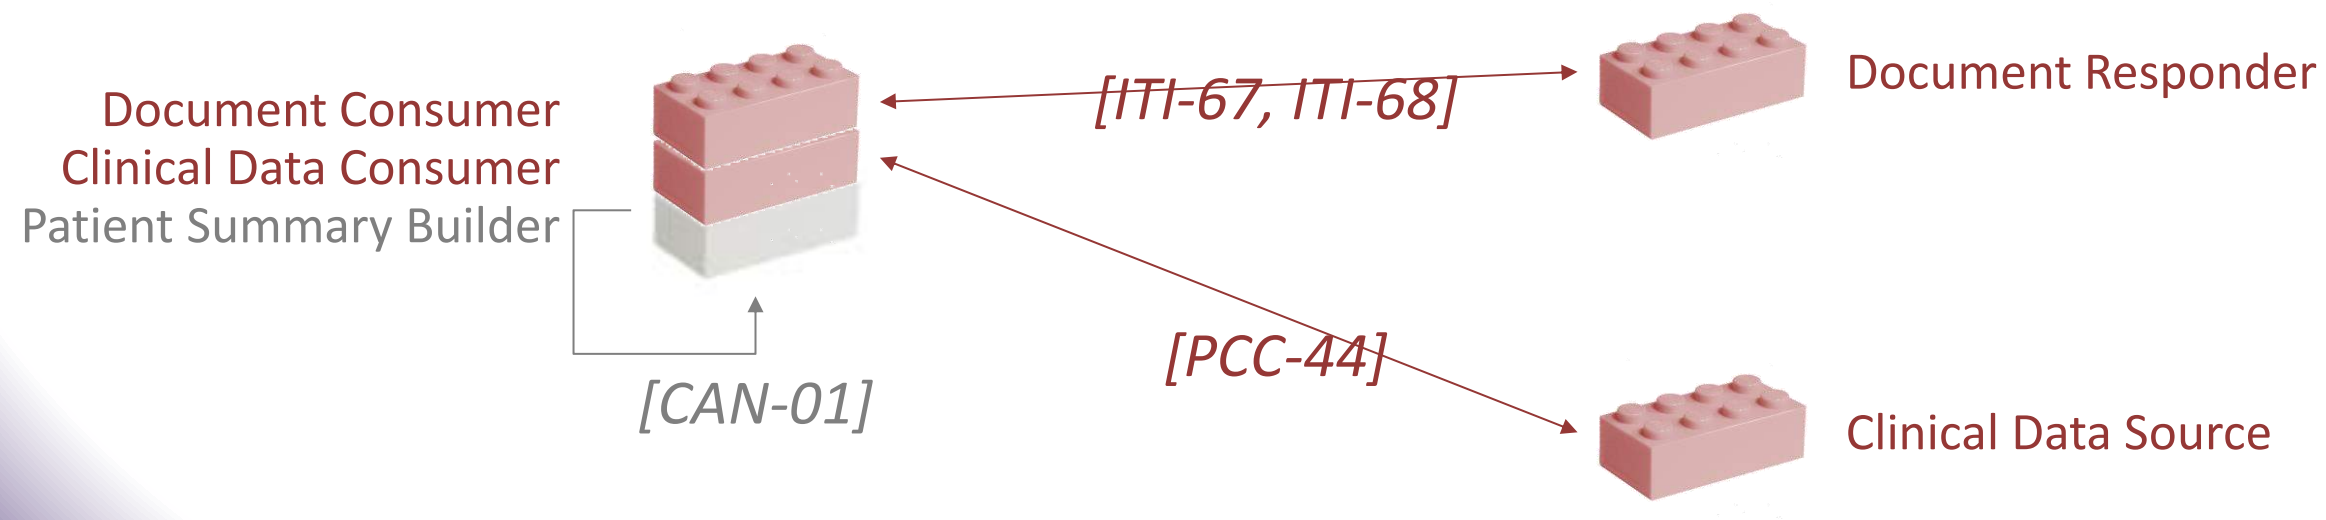 Document Consumer
Clinical Data Consumer
Patient Summary Builder
[CAN-01]
[ITI-67, ITI-68]
[PCC-44]
Document Responder
Clinical Data Source